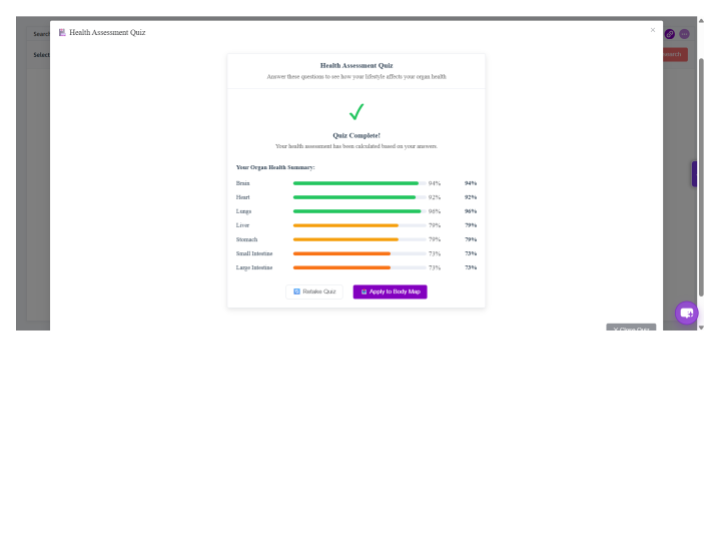 Search
Health Assessment Quiz
×
Select
earch
Health Assessment Quiz
Answer these questions to see how your lifestyle affects your organ health
Quiz Complete!
Your health assessment has been calculated based on your answers
Your Organ Health Summary:
Brain 94% 94%
Heart 92% 92%
Lungs 96% 96%
Liver 79% 79%
Stomach 79% 79%
Small Intestine 73% 73%
Large Intestine 73% 73%
Retake Quiz
Apply to Body Map
× Close Quiz